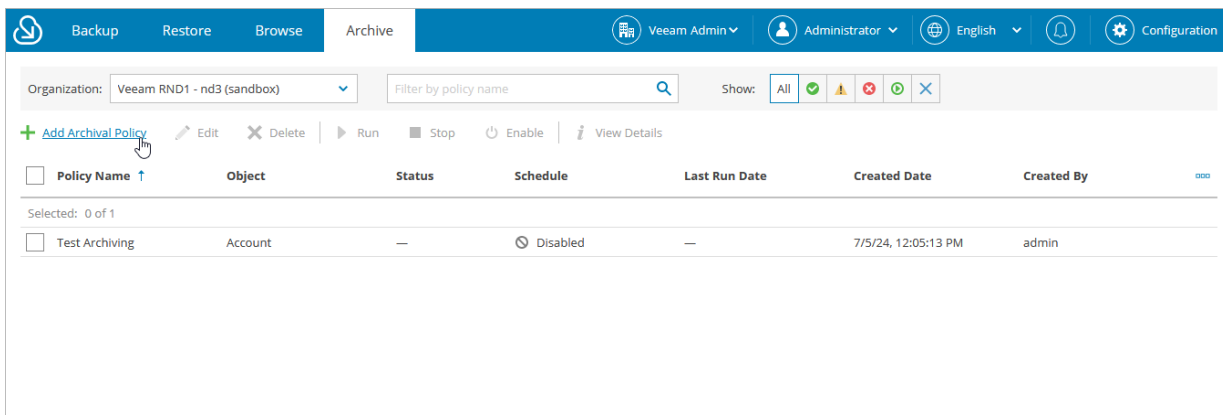 Backup Restore Browse Archive Veeam Admin Administrator English Configuration
Organization: Veeam RND1 - nd3 (sandbox) Filter by policy name Show: All
Add Archival Policy Edit Delete Run Stop Enable View Details
Policy Name Object Status Schedule Last Run Date Created Date Created By
Selected: 0 of 1
Test Archiving Account — Disabled — 7/5/24, 12:05:13 PM admin